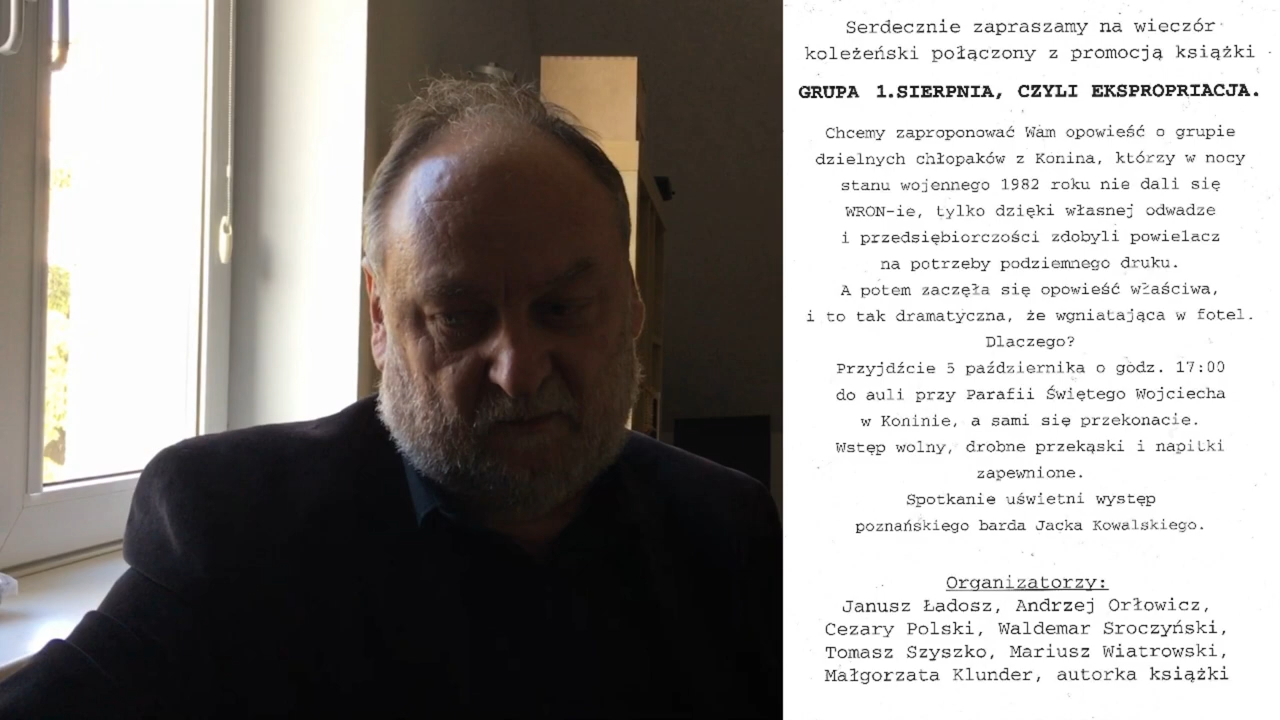 Serdecznie zapraszamy na wieczór
koleżeński połączony z promocją książki
GRUPA 1.SIERPNIA, CZYLI EKSPROPRIACJA.
Chcemy zaproponować Wam opowieść o grupie
dzielnych chłopaków z Konina, którzy w nocy
stanu wojennego 1982 roku nie dali się
WRON-ie, tylko dzięki własnej odwadze
i przedsiębiorczości zdobyli powielacz
na potrzeby podziemnego druku.
A potem zaczęła się opowieść właściwa,
i to tak dramatyczna, że wgniatająca w fotel.
Dlaczego?
Przyjdźcie 5 października o godz. 17:00
do auli przy Parafii Świętego Wojciecha
w Koninie, a sami się przekonacie.
Wstęp wolny, drobne przekąski i napitki
zapewnione.
Spotkanie uświetni występ
poznańskiego barda Jacka Kowalskiego.
Organizatorzy:
Janusz Ładosz, Andrzej Orłowicz,
Cezary Polski, Waldemar Sroczyński,
Tomasz Szyszko, Mariusz Wiatrowski,
Małgorzata Klunder, autorka książki